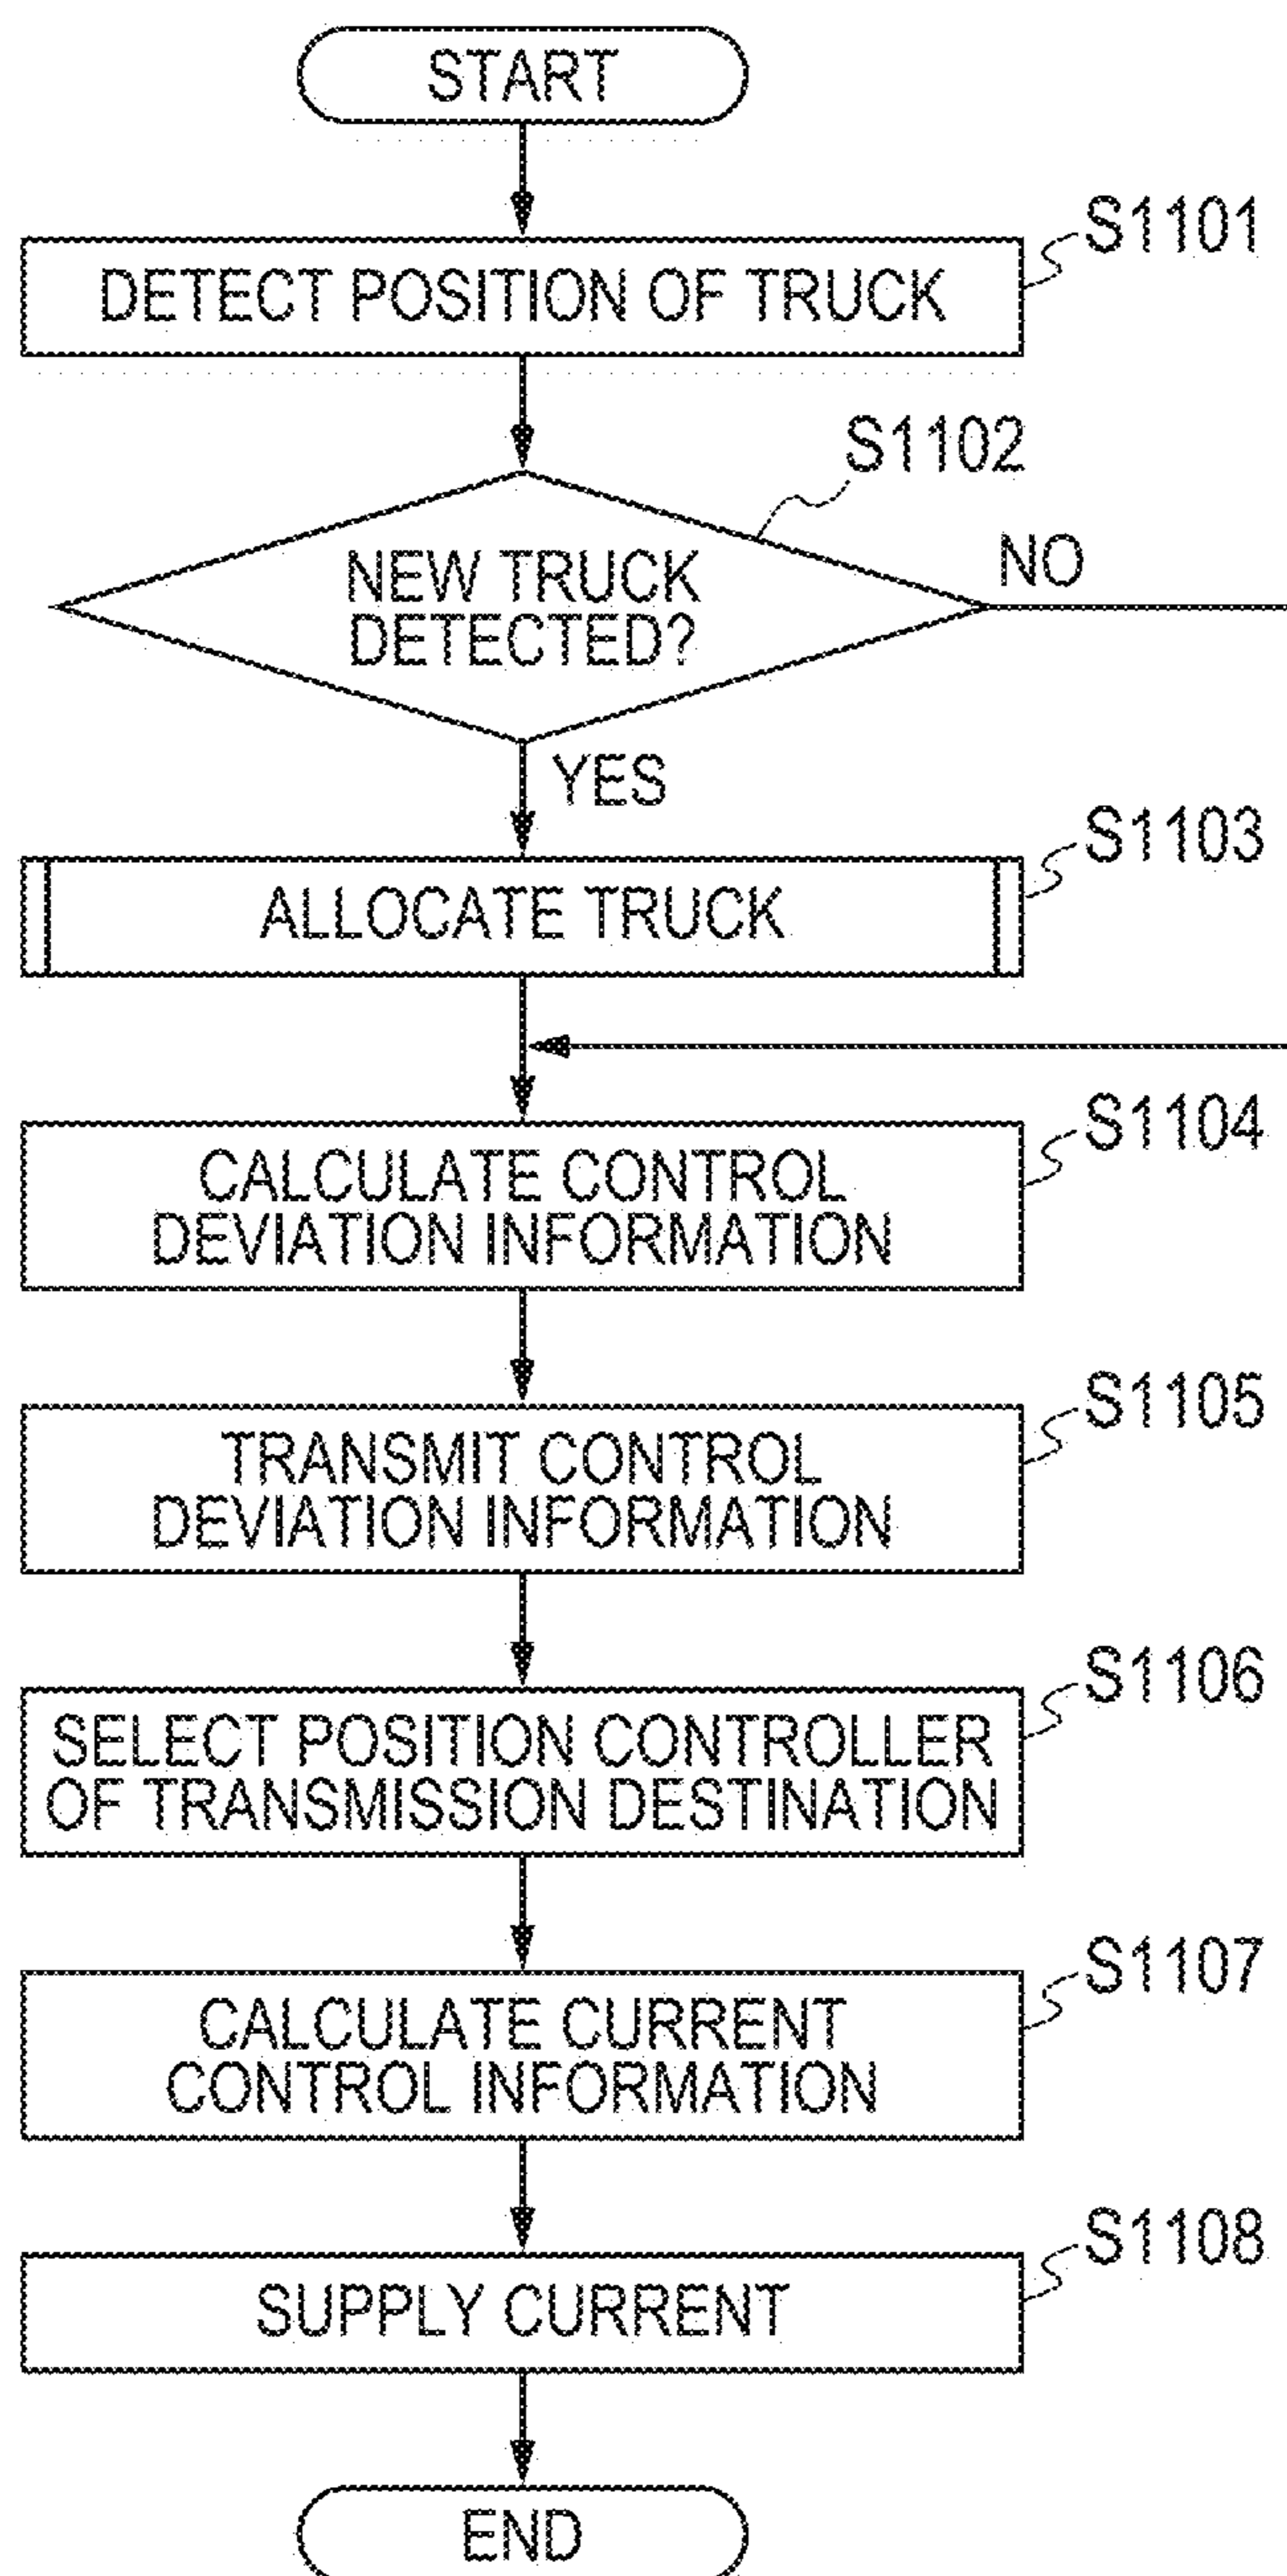 START
S1101
DETECT POSITION OF TRUCK
S1102
NEW TRUCK
DETECTED?
NO
YES
S1103
ALLOCATE TRUCK
S1104
CALCULATE CONTROL
DEVIATION INFORMATION
S1105
TRANSMIT CONTROL
DEVIATION INFORMATION
S1106
SELECT POSITION CONTROLLER
OF TRANSMISSION DESTINATION
S1107
CALCULATE CURRENT
CONTROL INFORMATION
S1108
SUPPLY CURRENT
END